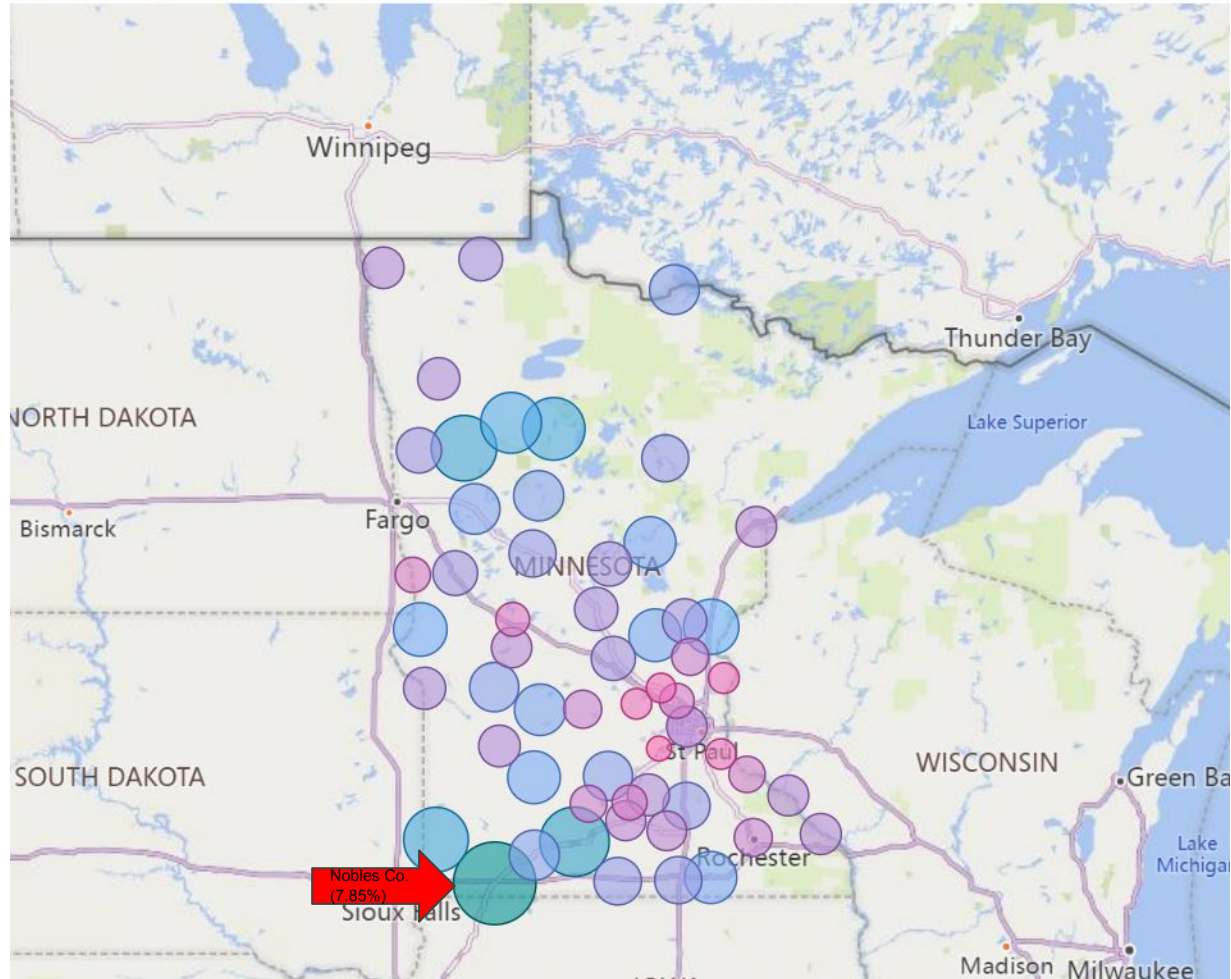 Winnipeg
Thunder Bay
NORTH DAKOTA
Lake Superior
Bismarck
Fargo
MINNESOTA
St Paul
WISCONSIN
SOUTH DAKOTA
Green Ba
Lake
Michigan
Rochester
Nobles Co.
(7.85%)
Sioux Falls
Madison
Milwaukee